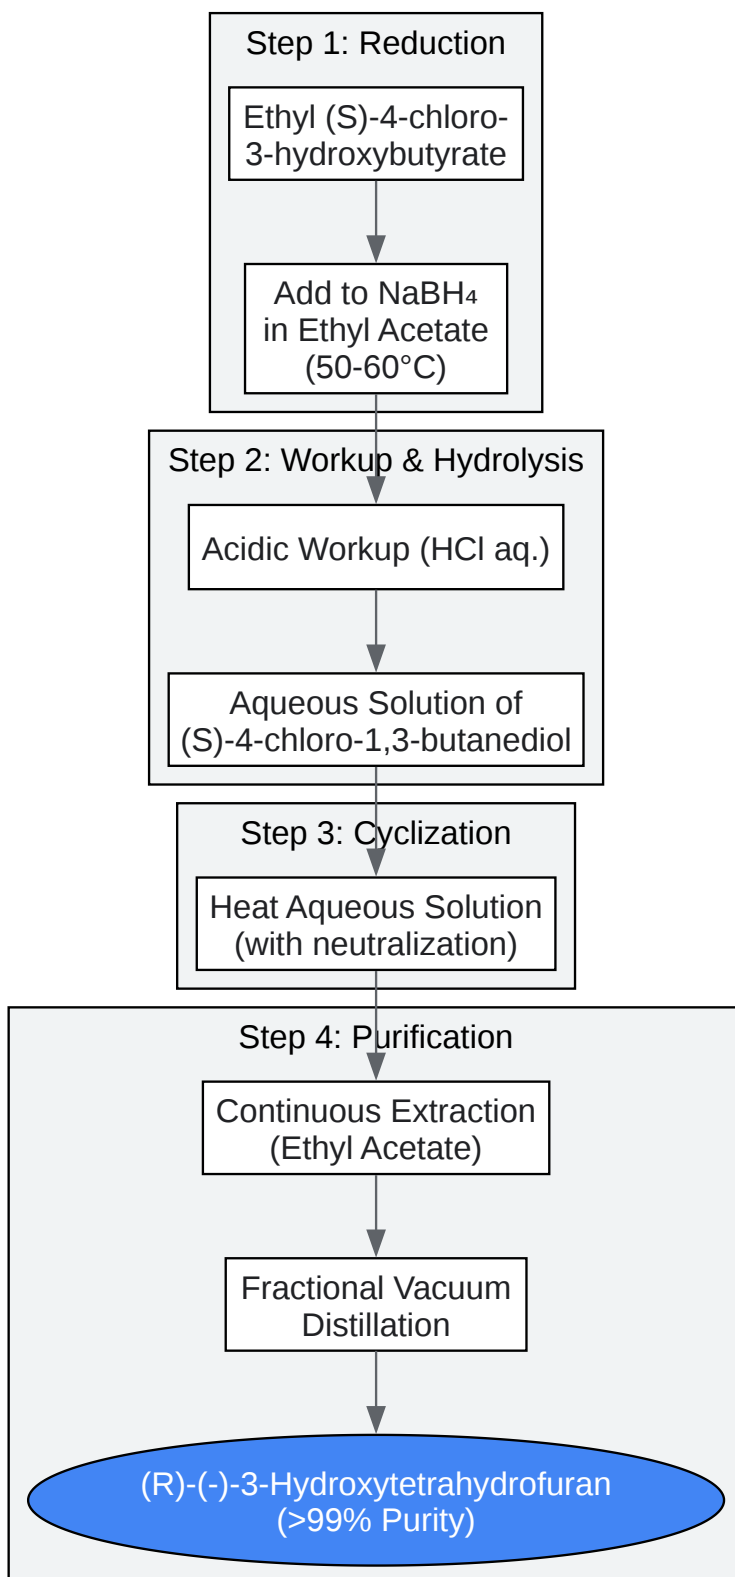 Step 1: Reduction
Ethyl (S)-4-chloro-
3-hydroxybutyrate
Add to NaBH₄
in Ethyl Acetate
(50-60°C)
Step 2: Workup & Hydrolysis
Acidic Workup (HCl aq.)
Aqueous Solution of
(S)-4-chloro-1,3-butanediol
Step 3: Cyclization
Heat Aqueous Solution
(with neutralization)
Step 4: Purification
Continuous Extraction
(Ethyl Acetate)
Fractional Vacuum
Distillation
(R)-(-)-3-Hydroxytetrahydrofuran
(>99% Purity)